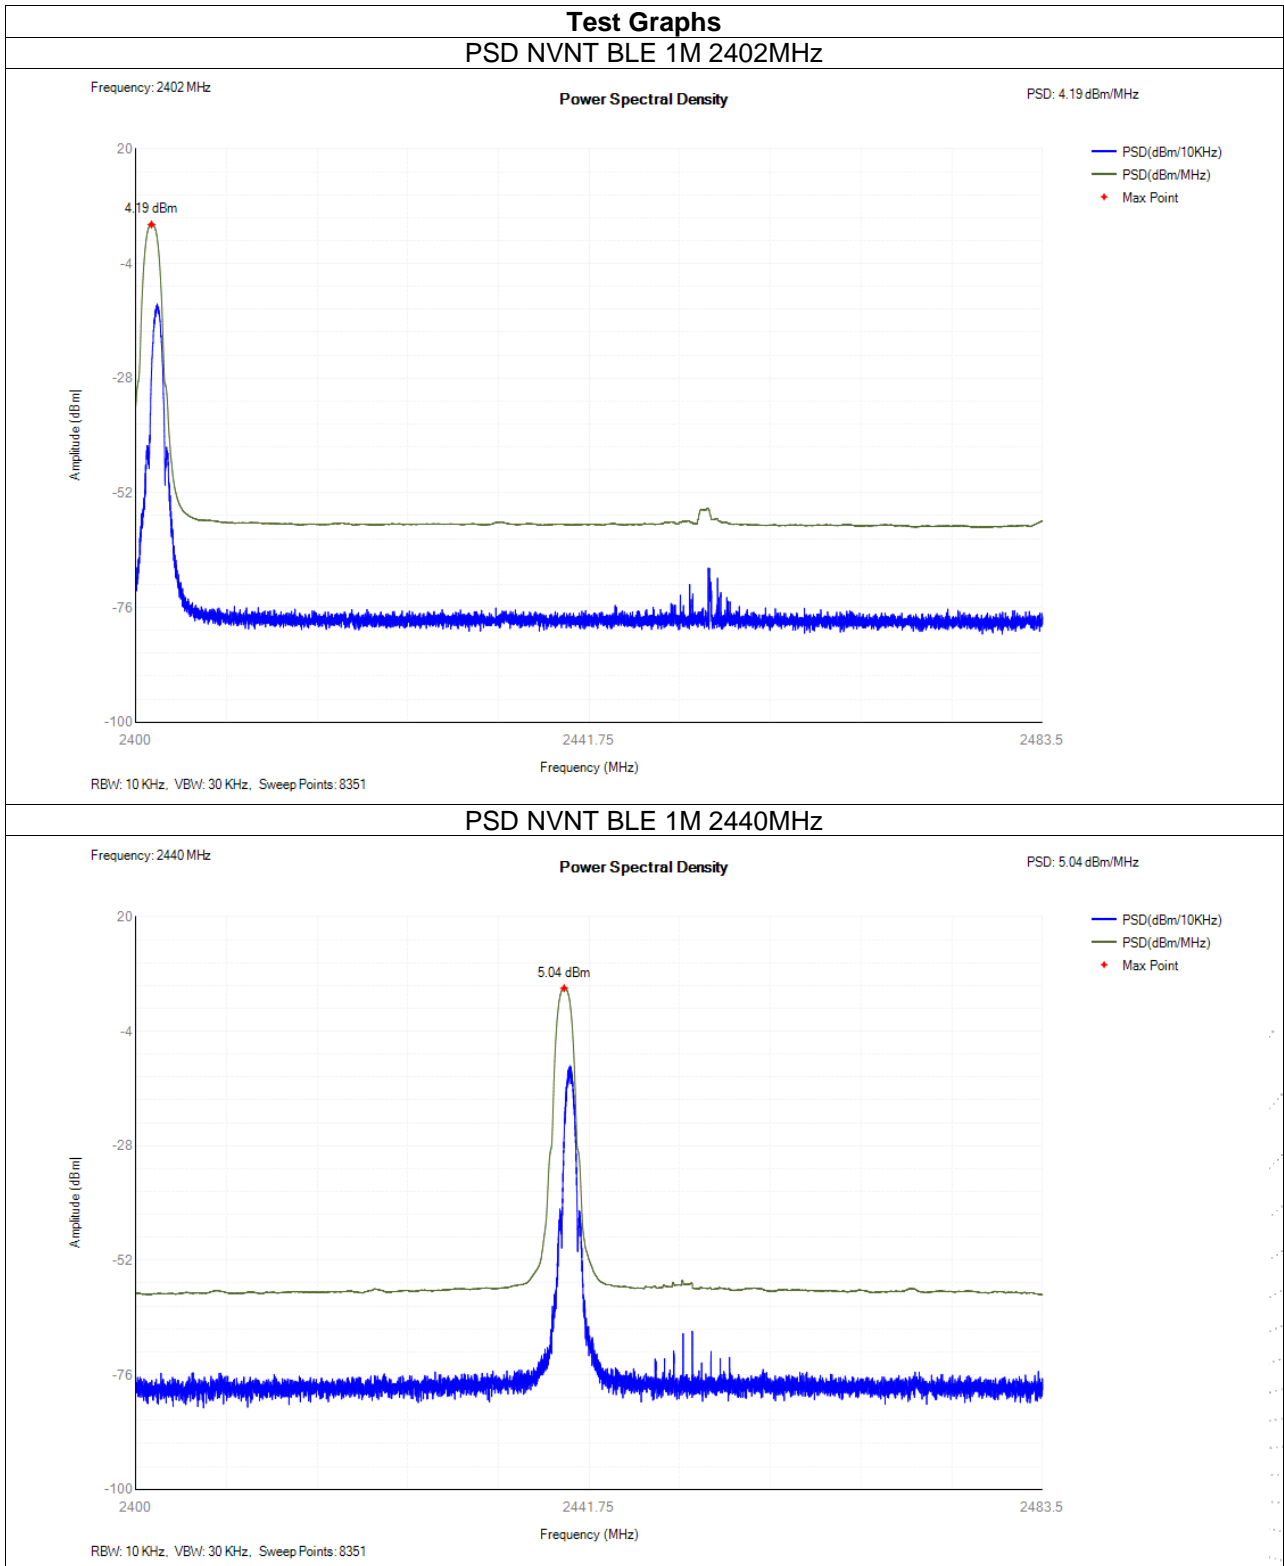 Test Graphs
PSD NVNT BLE 1M 2402MHz
Frequency: 2402 MHz
Power Spectral Density
PSD: 4.19 dBm/MHz
20
PSD(dBm/10KHz)
PSD(dBm/MHz)
Max Point
4.19 dBm
-4
-28
Amplitude (dBm)
-52
-76
-100
2400
2441.75
2483.5
Frequency (MHz)
RBW: 10 KHz, VBW: 30 KHz, Sweep Points: 8351
PSD NVNT BLE 1M 2440MHz
Frequency: 2440 MHz
Power Spectral Density
PSD: 5.04 dBm/MHz
20
PSD(dBm/10KHz)
PSD(dBm/MHz)
Max Point
5.04 dBm
-4
-28
Amplitude (dBm)
-52
-76
-100
2400
2441.75
2483.5
Frequency (MHz)
RBW: 10 KHz, VBW: 30 KHz, Sweep Points: 8351